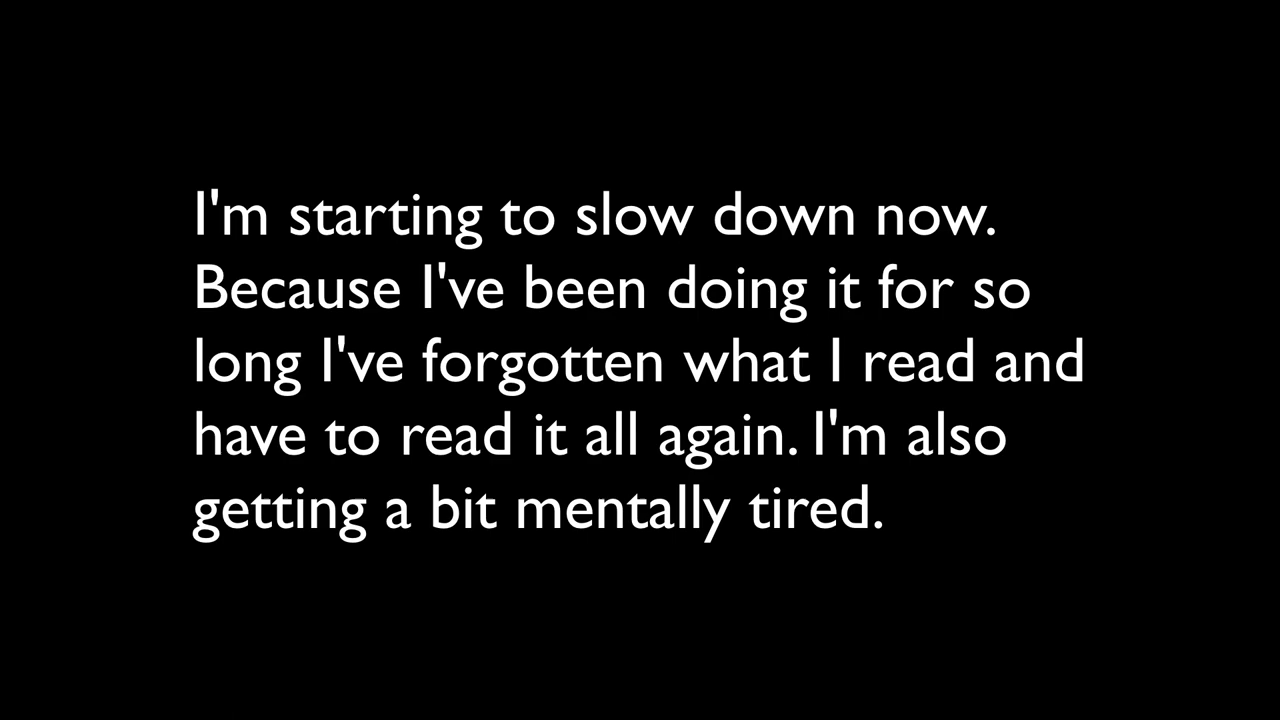 I'm starting to slow down now.
Because I've been doing it for so
long I've forgotten what I read and
have to read it all again. I'm also
getting a bit mentally tired.